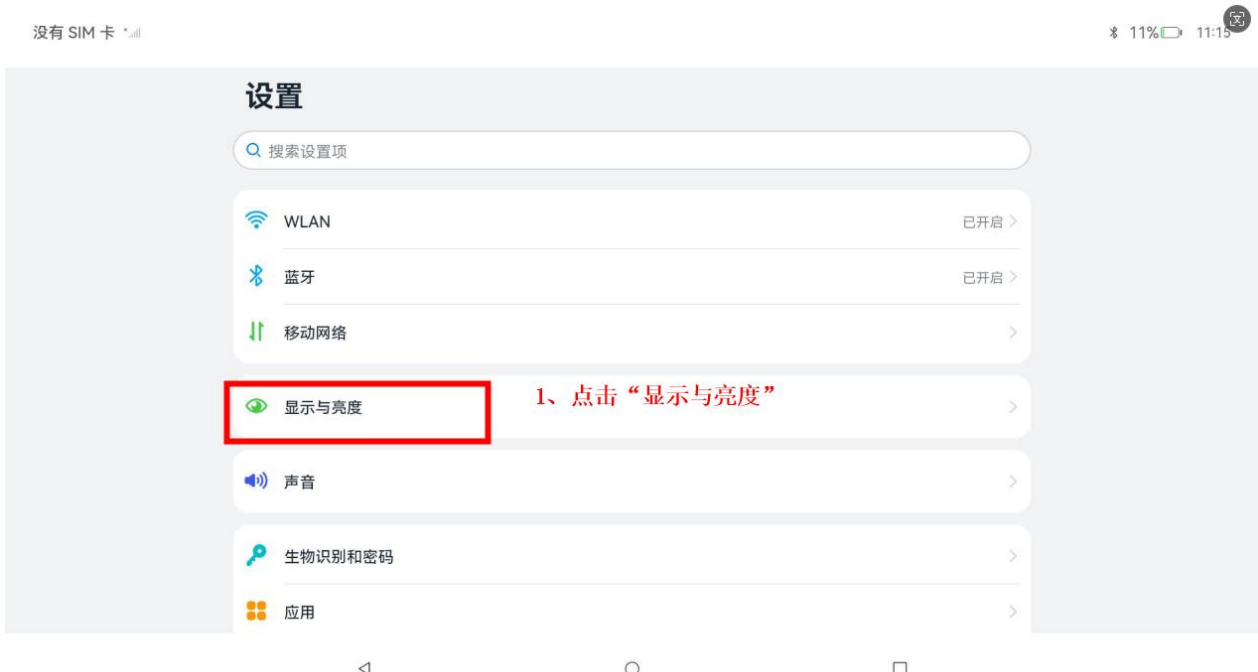 没有 SIM 卡
11% 11:15
设置
搜索设置项
WLAN 已开启
蓝牙 已开启
移动网络
显示与亮度 1、点击“显示与亮度”
声音
生物识别和密码
应用